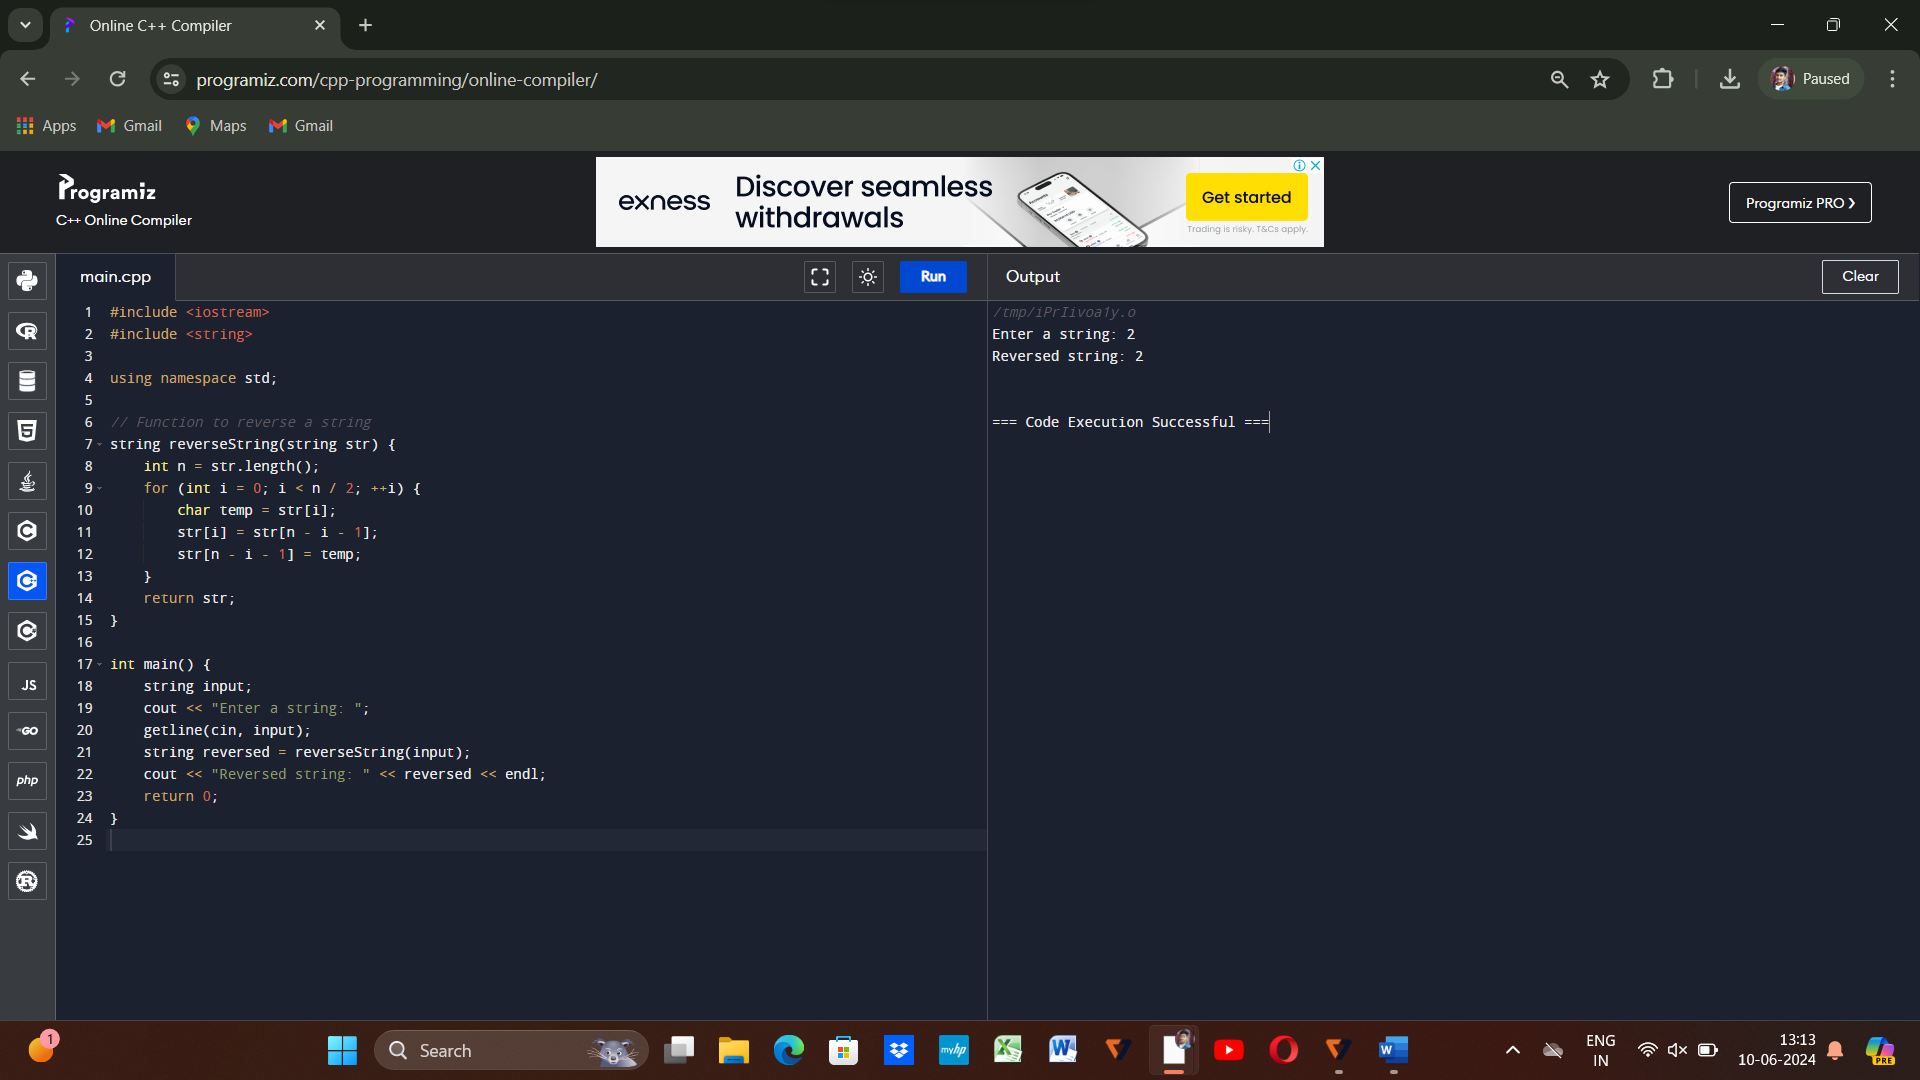 Online C++ Compiler
programiz.com/cpp-programming/online-compiler/
Paused
Apps
Gmail
Maps
Gmail
Programiz
C++ Online Compiler
exness
Discover seamless
withdrawals
Get started
Trading is risky. T&Cs apply.
Programiz PRO ›
main.cpp
Run
Output
Clear
1 #include <iostream>
2 #include <string>
3
4 using namespace std;
5
6 // Function to reverse a string
7 string reverseString(string str) {
8     int n = str.length();
9     for (int i = 0; i < n / 2; ++i) {
10         char temp = str[i];
11         str[i] = str[n - i - 1];
12         str[n - i - 1] = temp;
13     }
14     return str;
15 }
16
17 int main() {
18     string input;
19     cout << "Enter a string: ";
20     getline(cin, input);
21     string reversed = reverseString(input);
22     cout << "Reversed string: " << reversed << endl;
23     return 0;
24 }
25
/tmp/iPrIivoa1y.o
Enter a string: 2
Reversed string: 2
=== Code Execution Successful ===
JS
GO
php
1
Search
myhp
ENG
IN
13:13
10-06-2024
PRE